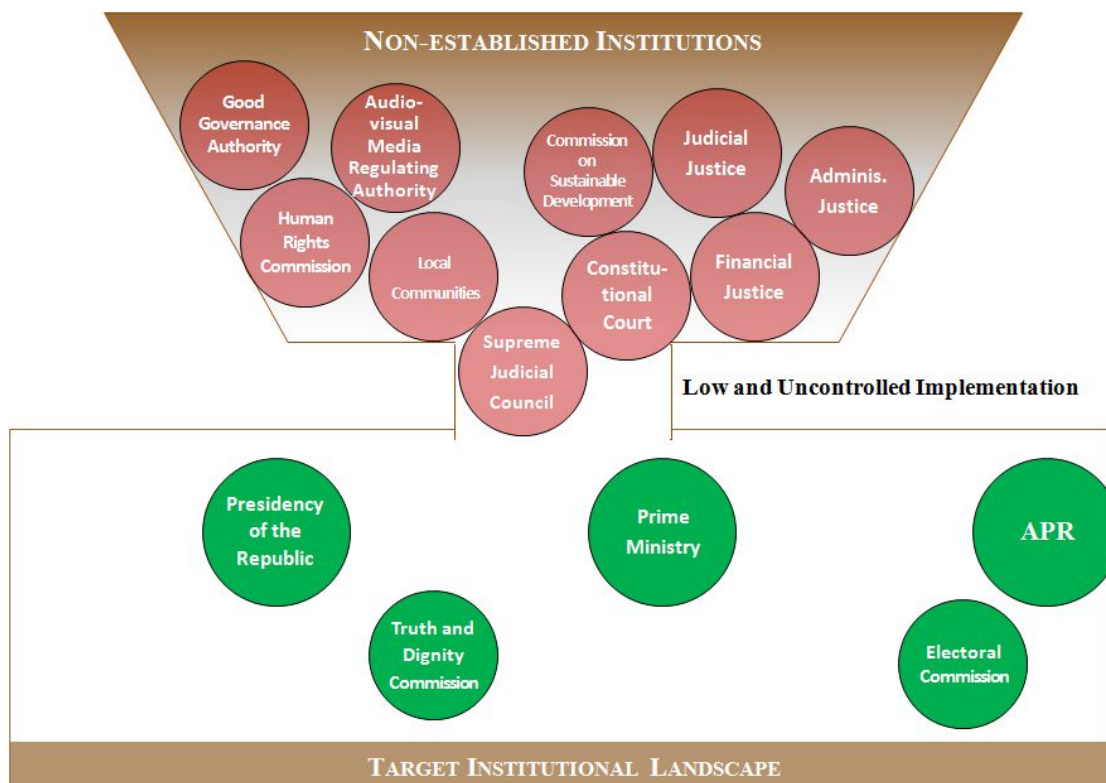 NON-ESTABLISHED INSTITUTIONS
Good
Governance
Authority
Audio-
visual
Media
Regulating
Authority
Commission
on
Sustainable
Development
Judicial
Justice
Adminis.
Justice
Human
Rights
Commission
Local
Communities
Constitu-
tional
Court
Financial
Justice
Supreme
Judicial
Council
Low and Uncontrolled Implementation
Presidency
of the
Republic
Prime
Ministry
APR
Truth and
Dignity
Commission
Electoral
Commission
TARGET INSTITUTIONAL LANDSCAPE